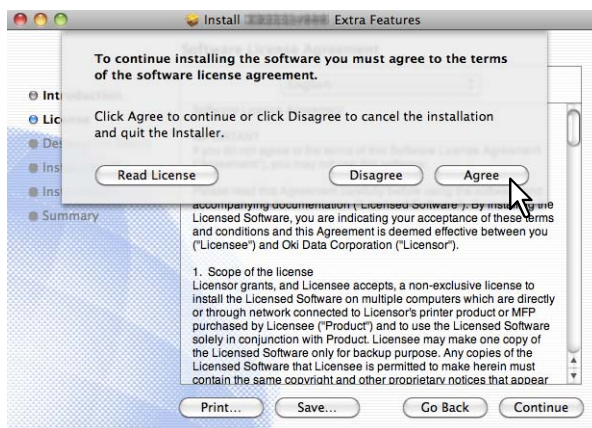 Install Extra Features
Software License Agreement
To continue installing the software you must agree to the terms
of the software license agreement.
Click Agree to continue or click Disagree to cancel the installation
and quit the Installer.
Read License
Disagree
Agree
Summary
accompanying documentation ("Licensed Software"). By installing the
Licensed Software, you are indicating your acceptance of these terms
and conditions and this Agreement is deemed effective between you
("Licensee") and Oki Data Corporation ("Licensor").
1. Scope of the license
Licensor grants, and Licensee accepts, a non-exclusive license to
install the Licensed Software on multiple computers which are directly
or through network connected to Licensor's printer product or MFP
purchased by Licensee ("Product") and to use the Licensed Software
solely in conjunction with Product. Licensee may make one copy of
the Licensed Software only for backup purpose. Any copies of the
Licensed Software that Licensee is permitted to make herein must
contain the same copyright and other proprietary notices that appear
Print...
Save...
Go Back
Continue